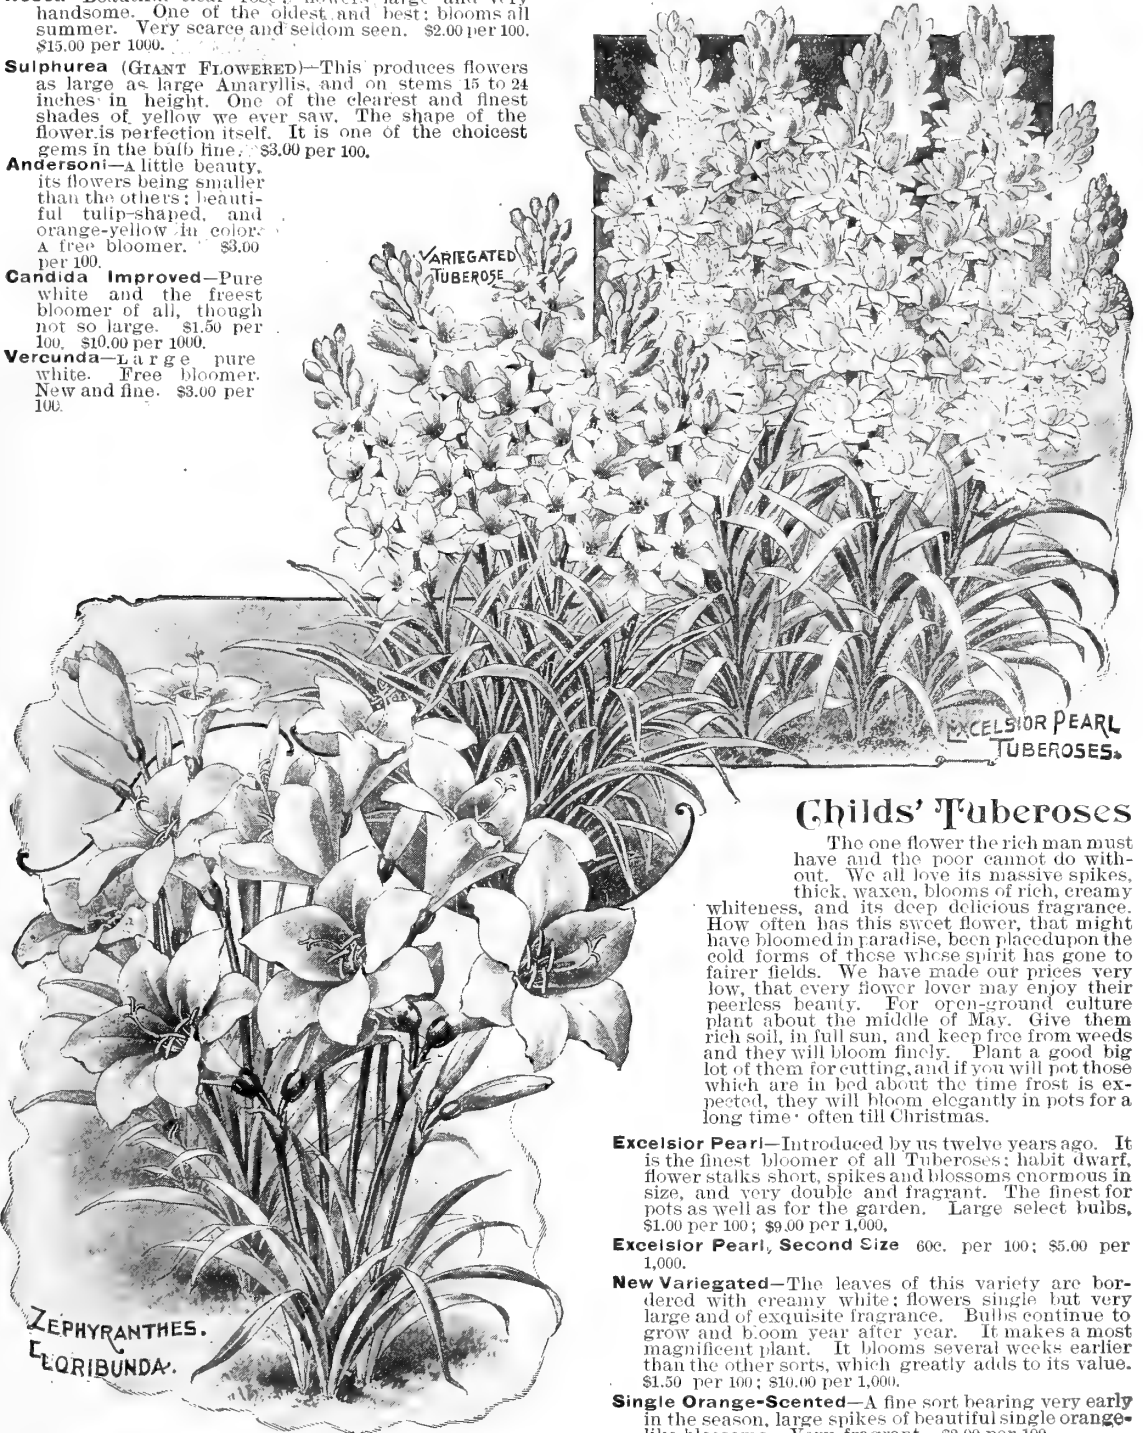 handsome. One of the oldest and best; blooms all
summer. Very scarce and seldom seen. $2.00 per 100.
$15.00 per 1000.
Sulphurea (GIANT FLOWERED)—This produces flowers
as large as large Amaryllis, and on stems 15 to 24
inches in height. One of the clearest and finest
shades of yellow we ever saw. The shape of the
flower is perfection itself. It is one of the choicest
gems in the bulb line. $3.00 per 100.
Andersoni—A little beauty,
its flowers being smaller
than the others; beauti-
ful tulip-shaped, and
orange-yellow in color.
A free bloomer. $3.00
per 100.
Candida Improved—Pure
white and the freest
bloomer of all, though
not so large. $1.50 per
100, $10.00 per 1000.
Vercunda—Large pure
white. Free bloomer.
New and fine. $3.00 per
100.
VARIEGATED
TUBEROSE
EXCELSIOR PEARL
TUBEROSES.
ZEPHYRANTHES.
FLORIBUNDA.
Childs' Tuberoses
The one flower the rich man must
have and the poor cannot do with-
out. We all love its massive spikes,
thick, waxen, blooms of rich, creamy
whiteness, and its deep delicious fragrance.
How often has this sweet flower, that might
have bloomed in paradise, been placedupon the
cold forms of those whose spirit has gone to
fairer fields. We have made our prices very
low, that every flower lover may enjoy their
peerless beauty. For open-ground culture
plant about the middle of May. Give them
rich soil, in full sun, and keep free from weeds
and they will bloom finely. Plant a good big
lot of them for cutting, and if you will pot those
which are in bed about the time frost is ex-
pected, they will bloom elegantly in pots for a
long time; often till Christmas.
Excelsior Pearl—Introduced by us twelve years ago. It
is the finest bloomer of all Tuberoses; habit dwarf,
flower stalks short, spikes and blossoms enormous in
size, and very double and fragrant. The finest for
pots as well as for the garden. Large select bulbs,
$1.00 per 100; $9.00 per 1,000,
Excelsior Pearl, Second Size 60c. per 100; $5.00 per
1,000.
New Variegated—The leaves of this variety are bor-
dered with creamy white; flowers single but very
large and of exquisite fragrance. Bulbs continue to
grow and bloom year after year. It makes a most
magnificent plant. It blooms several weeks earlier
than the other sorts, which greatly adds to its value.
$1.50 per 100; $10.00 per 1,000.
Single Orange-Scented—A fine sort bearing very early
in the season, large spikes of beautiful single orange-